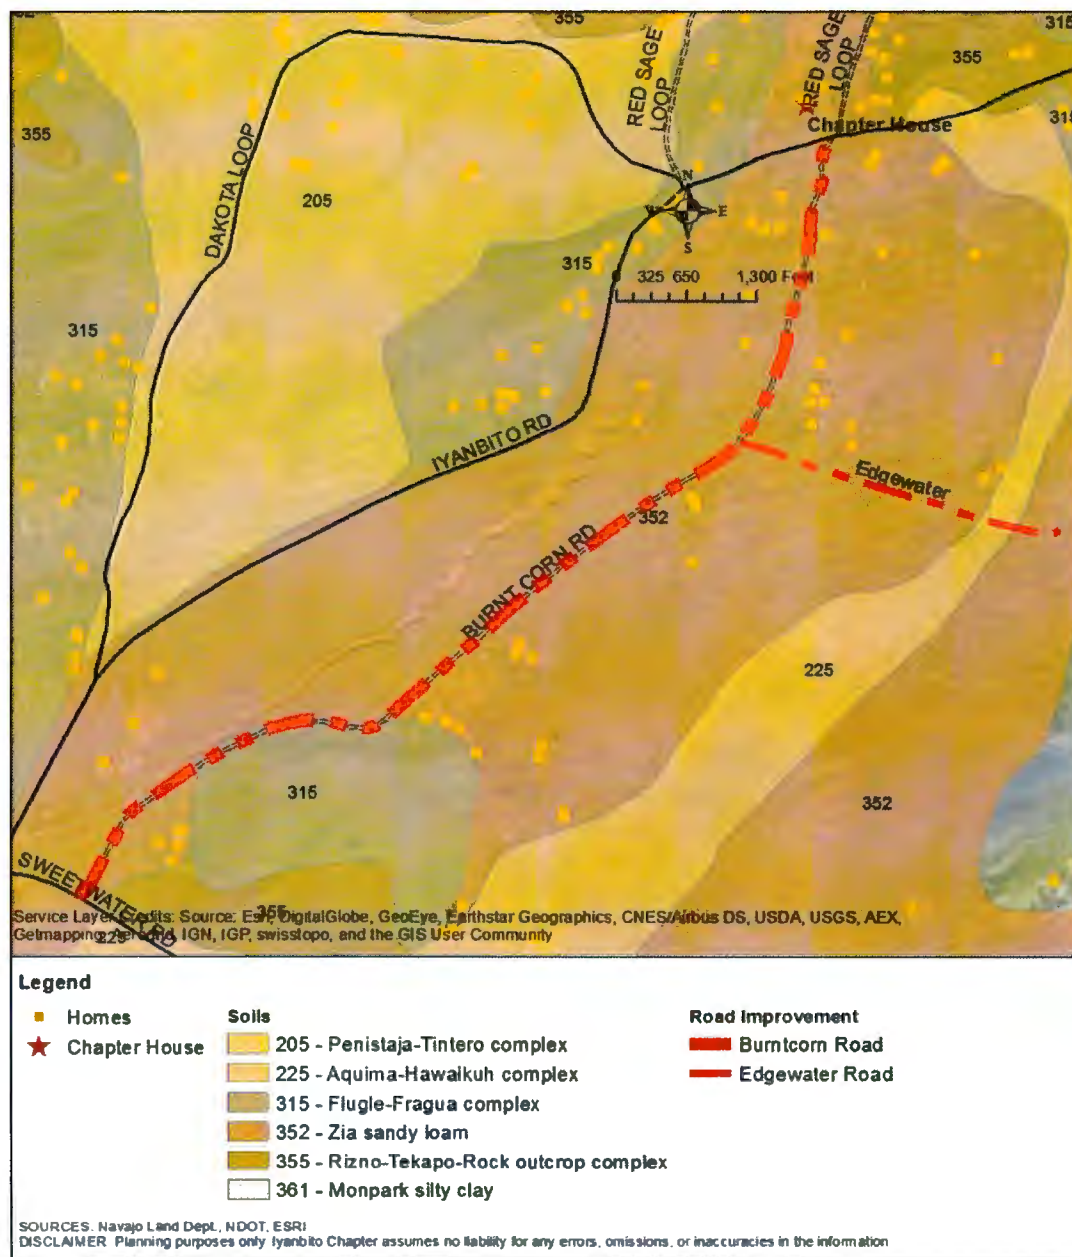 355
315
RED SAGE
LOOP
RED SAGE
LOOP
355
355
315
Chapter House
DAKOTA LOOP
205
N
E
S
315
325 650 1,300 Feet
315
IYANBITO RD
Edgewater
352
BURNT CORN RD
225
315
352
SWEETWATER RD
355
Service Layer Credits: Source: Esri, DigitalGlobe, GeoEye, Earthstar Geographics, CNES/Airbus DS, USDA, USGS, AEX,
Getmapping, Aerogrid, IGN, IGP, swisstopo, and the GIS User Community
225
Legend
Homes
Chapter House
Soils
205 - Penistaja-Tintero complex
225 - Aquima-Hawaikuh complex
315 - Flugle-Fragua complex
352 - Zia sandy loam
355 - Rizno-Tekapo-Rock outcrop complex
361 - Monpark silty clay
Road Improvement
Burntcorn Road
Edgewater Road
SOURCES: Navajo Land Dept., NDOT, ESRI
DISCLAIMER: Planning purposes only Iyanbito Chapter assumes no liability for any errors, omissions, or inaccuracies in the information